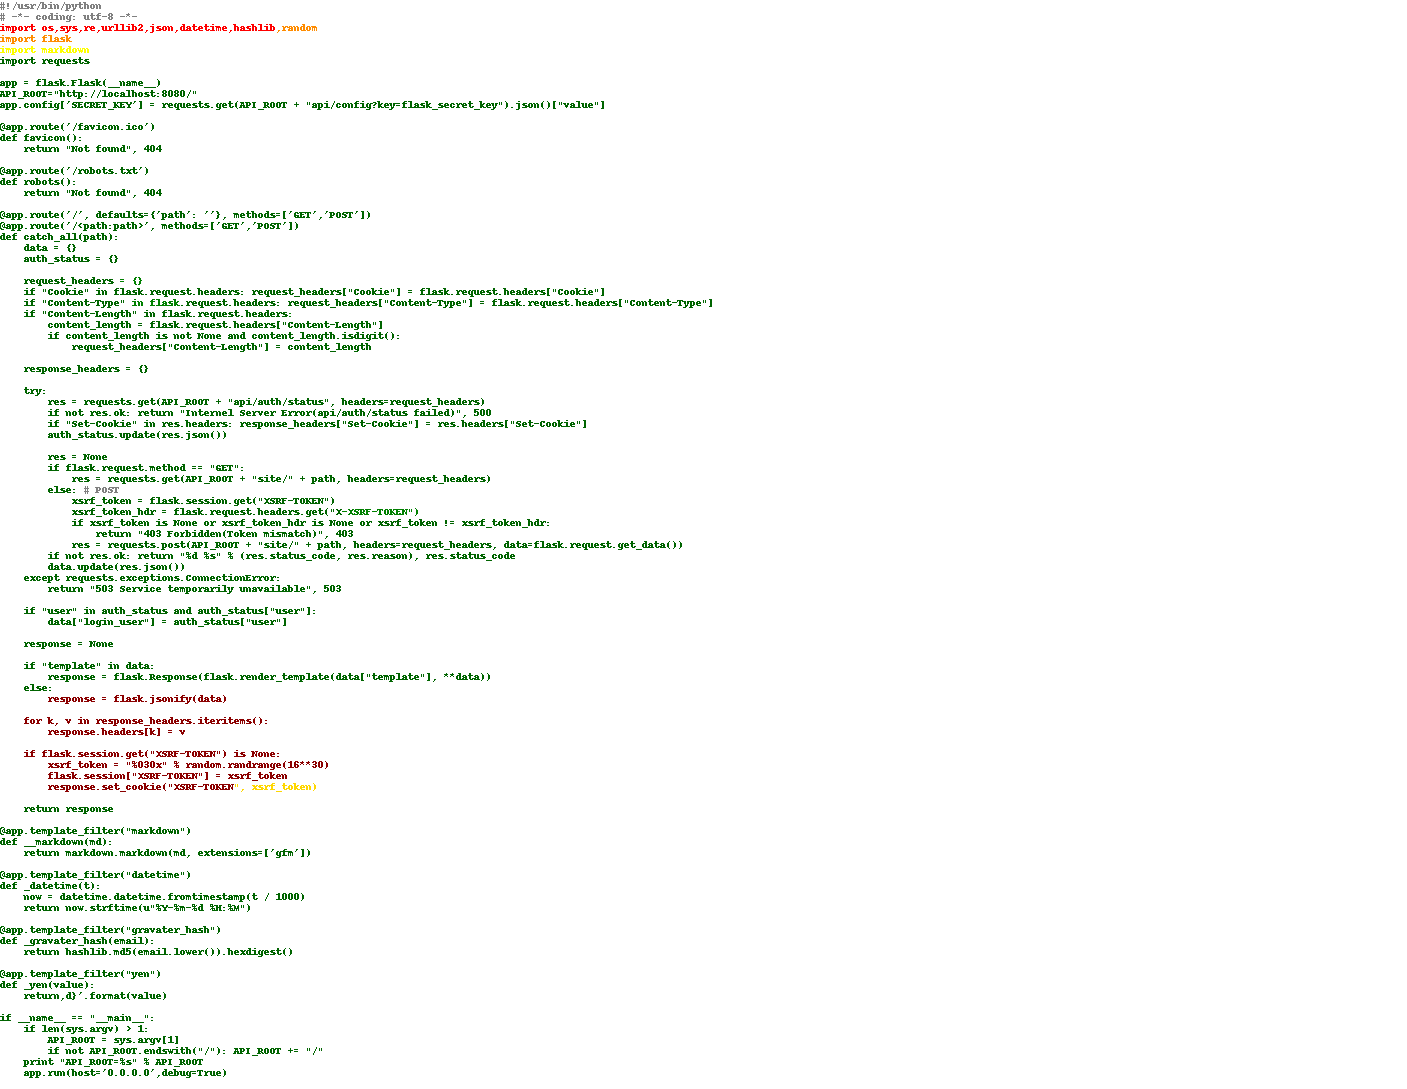 #!/usr/bin/python
# -*- coding: utf-8 -*-
import os,sys,re,urllib2,json,datetime,hashlib,random
import flask
import markdown
import requests

app = flask.Flask(__name__)
API_ROOT="http://localhost:8080/"
app.config['SECRET_KEY'] = requests.get(API_ROOT + "api/config?key=flask_secret_key").json()["value"]

@app.route('/favicon.ico')
def favicon():
    return "Not found", 404

@app.route('/robots.txt')
def robots():
    return "Not found", 404

@app.route('/', defaults={'path': ''}, methods=['GET','POST'])
@app.route('/<path:path>', methods=['GET','POST'])
def catch_all(path):
    data = {}
    auth_status = {}

    request_headers = {}
    if "Cookie" in flask.request.headers: request_headers["Cookie"] = flask.request.headers["Cookie"]
    if "Content-Type" in flask.request.headers: request_headers["Content-Type"] = flask.request.headers["Content-Type"]
    if "Content-Length" in flask.request.headers:
        content_length = flask.request.headers["Content-Length"]
        if content_length is not None and content_length.isdigit():
            request_headers["Content-Length"] = content_length

    response_headers = {}

    try:
        res = requests.get(API_ROOT + "api/auth/status", headers=request_headers)
        if not res.ok: return "Internel Server Error(api/auth/status failed)", 500
        if "Set-Cookie" in res.headers: response_headers["Set-Cookie"] = res.headers["Set-Cookie"]
        auth_status.update(res.json())

        res = None
        if flask.request.method == "GET":
            res = requests.get(API_ROOT + "site/" + path, headers=request_headers)
        else: # POST
            xsrf_token = flask.session.get("XSRF-TOKEN")
            xsrf_token_hdr = flask.request.headers.get("X-XSRF-TOKEN")
            if xsrf_token is None or xsrf_token_hdr is None or xsrf_token != xsrf_token_hdr:
                return "403 Forbidden(Token mismatch)", 403
            res = requests.post(API_ROOT + "site/" + path, headers=request_headers, data=flask.request.get_data())
        if not res.ok: return "%d %s" % (res.status_code, res.reason), res.status_code
        data.update(res.json())
    except requests.exceptions.ConnectionError:
        return "503 Service temporarily unavailable", 503

    if "user" in auth_status and auth_status["user"]:
        data["login_user"] = auth_status["user"]

    response = None

    if "template" in data:
        response = flask.Response(flask.render_template(data["template"], **data))
    else:
        response = flask.jsonify(data)

    for k, v in response_headers.iteritems():
        response.headers[k] = v

    if flask.session.get("XSRF-TOKEN") is None:
        xsrf_token = "%030x" % random.randrange(16**30)
        flask.session["XSRF-TOKEN"] = xsrf_token
        response.set_cookie("XSRF-TOKEN", xsrf_token)

    return response

@app.template_filter("markdown")
def __markdown(md):
    return markdown.markdown(md, extensions=['gfm'])

@app.template_filter("datetime")
def _datetime(t):
    now = datetime.datetime.fromtimestamp(t / 1000)
    return now.strftime(u"%Y-%m-%d %H:%M")

@app.template_filter("gravater_hash")
def _gravater_hash(email):
    return hashlib.md5(email.lower()).hexdigest()

@app.template_filter("yen")
def _yen(value):
    return,d}'.format(value)

if __name__ == "__main__":
    if len(sys.argv) > 1:
        API_ROOT = sys.argv[1]
        if not API_ROOT.endswith("/"): API_ROOT += "/"
    print "API_ROOT=%s" % API_ROOT
    app.run(host='0.0.0.0',debug=True)